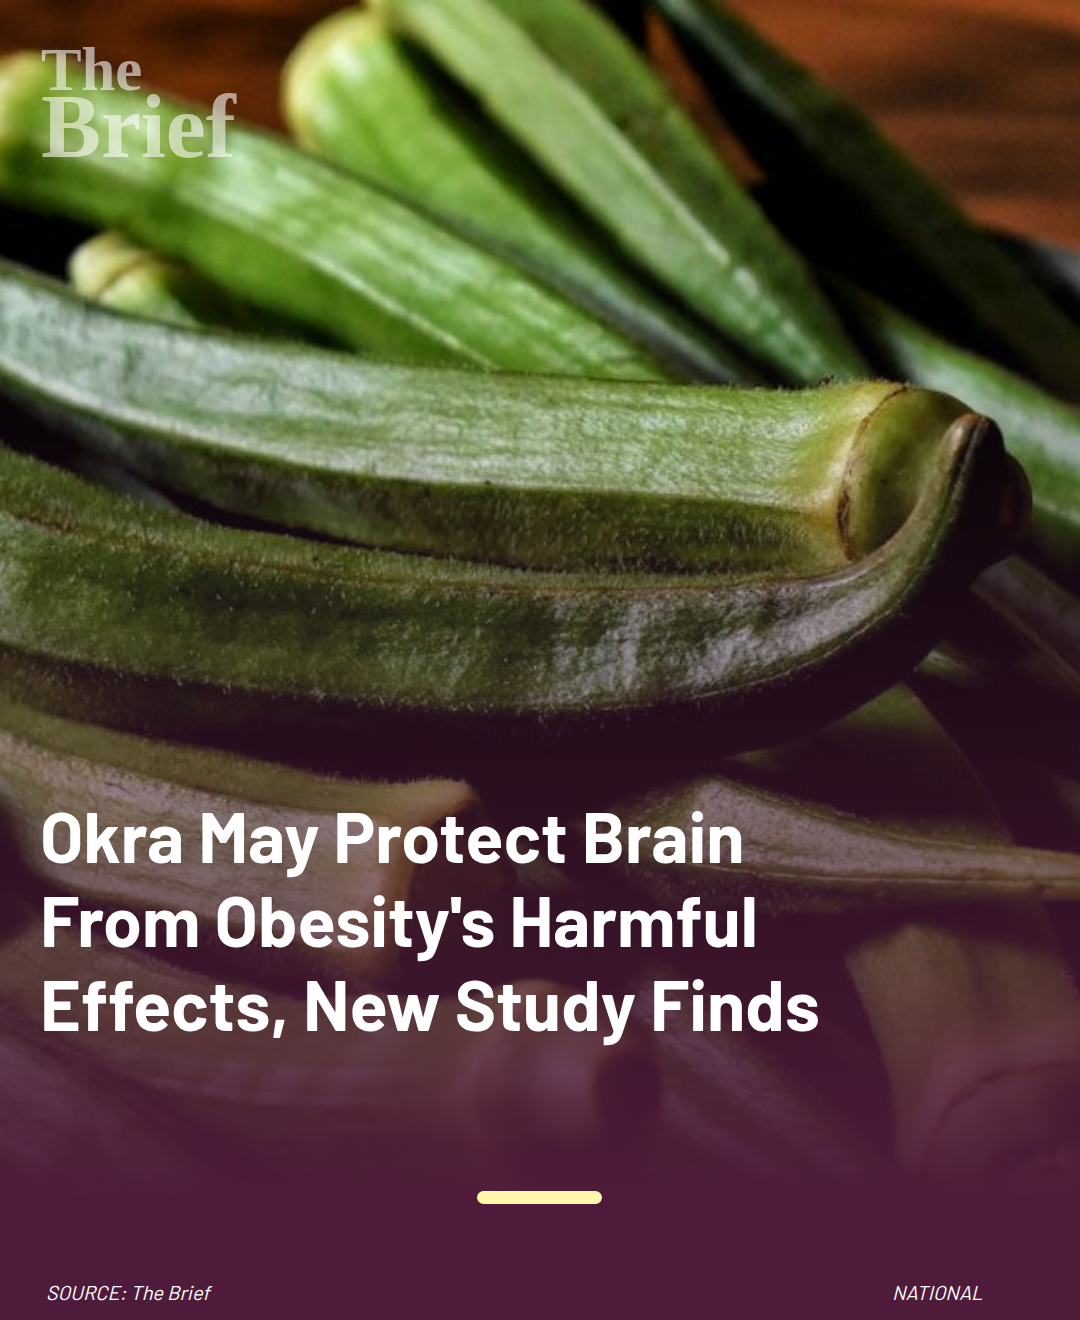 The
Brief
Okra May Protect Brain
From Obesity's Harmful
Effects, New Study Finds
SOURCE: The Brief
NATIONAL